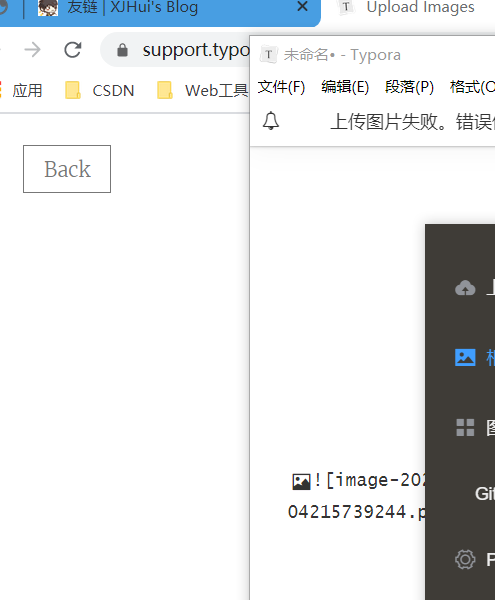 友链 | XJHui's Blog
Upload Images
support.typo
应用
CSDN
Web工具
Back
未命名• - Typora
文件(F) 编辑(E) 段落(P) 格式(O
上传图片失败。错误
![image-202
04215739244.p
图
Git
P